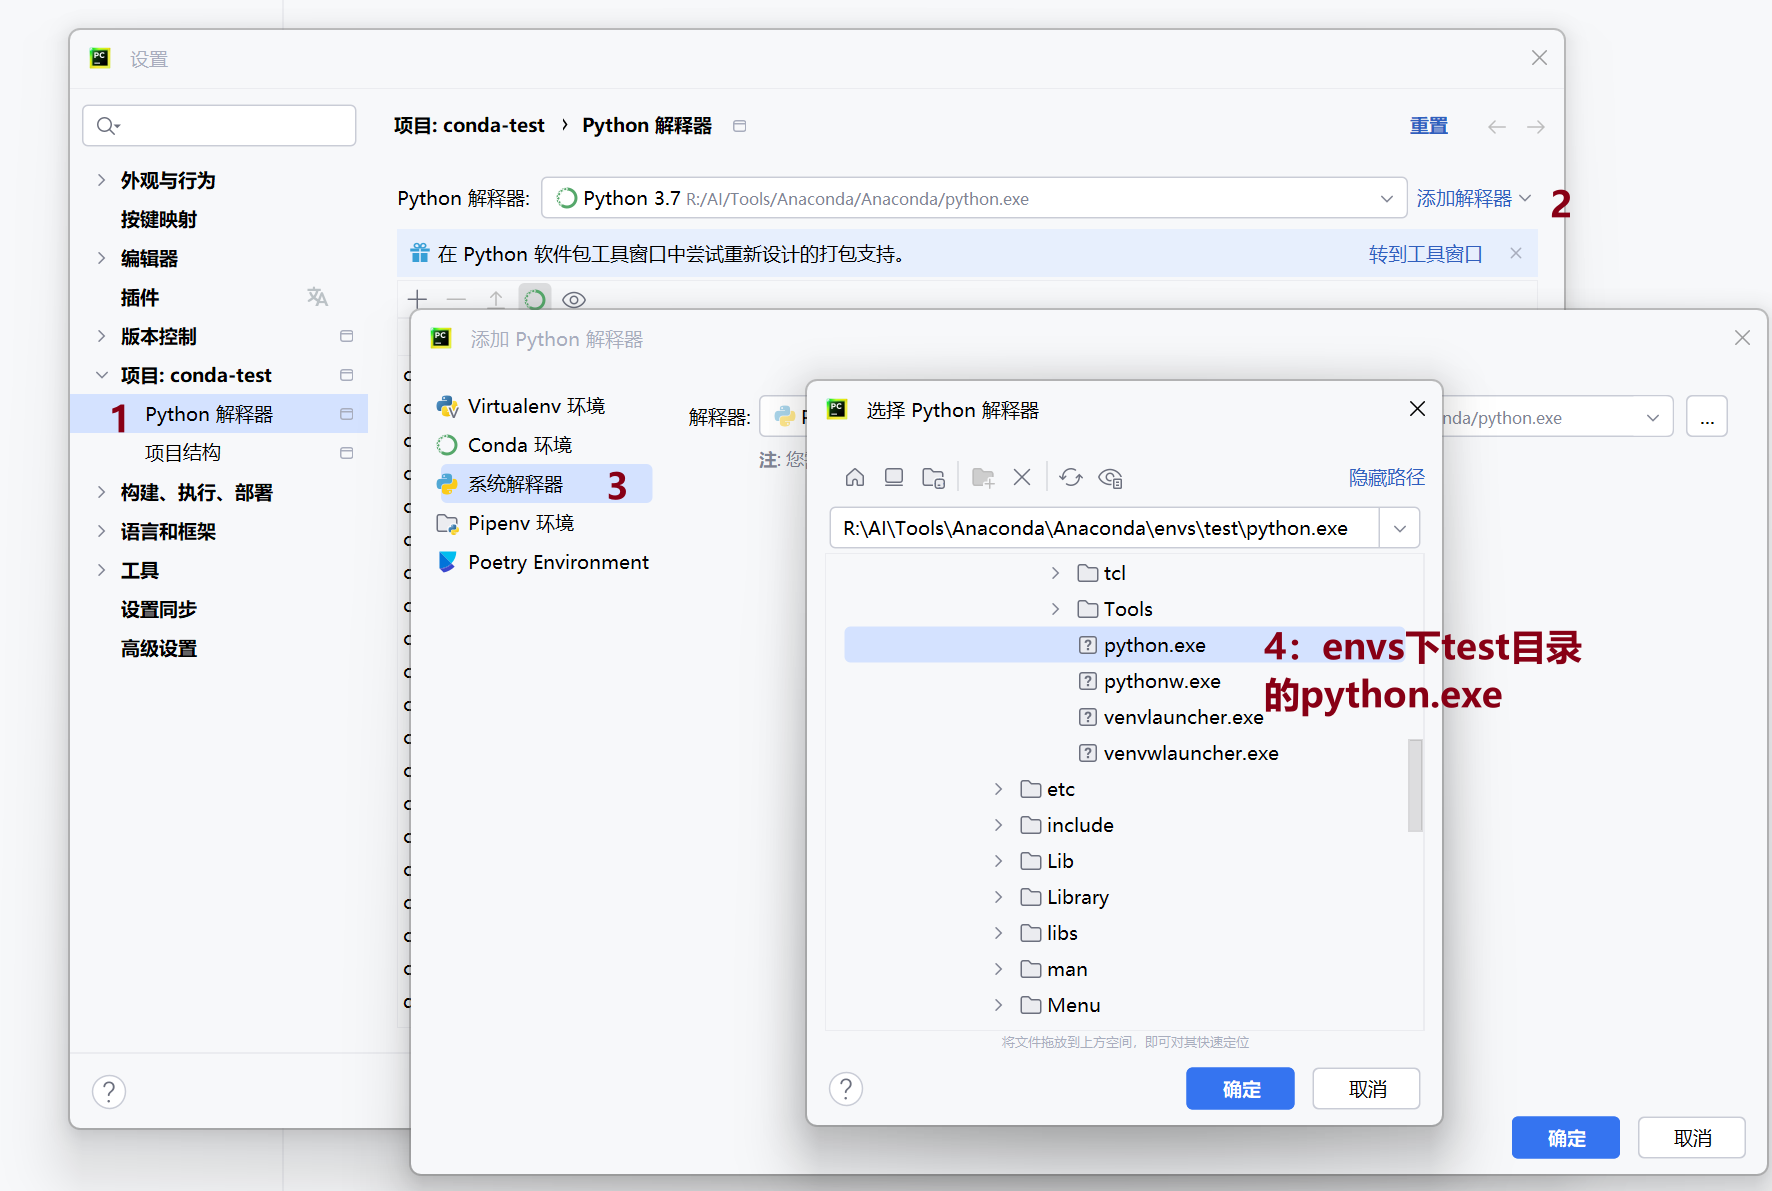 设置
项目: conda-test › Python 解释器
重置
外观与行为
按键映射
编辑器
插件
版本控制
项目: conda-test
1 Python 解释器
项目结构
构建、执行、部署
语言和框架
工具
设置同步
高级设置
Python 解释器: Python 3.7 R:/AI/Tools/Anaconda/Anaconda/python.exe 添加解释器 2
在 Python 软件包工具窗口中尝试重新设计的打包支持。 转到工具窗口
添加 Python 解释器
Virtualenv 环境
Conda 环境
系统解释器 3
Pipenv 环境
Poetry Environment
解释器: nda/python.exe ...
注: 您
选择 Python 解释器
隐藏路径
R:\AI\Tools\Anaconda\Anaconda\envs\test\python.exe
tcl
Tools
python.exe
pythonw.exe
venvlauncher.exe
venvwlauncher.exe
4：envs下test目录
的python.exe
etc
include
Lib
Library
libs
man
Menu
将文件拖放到上方空间，即可对其快速定位
? 确定 取消
确定 取消
?